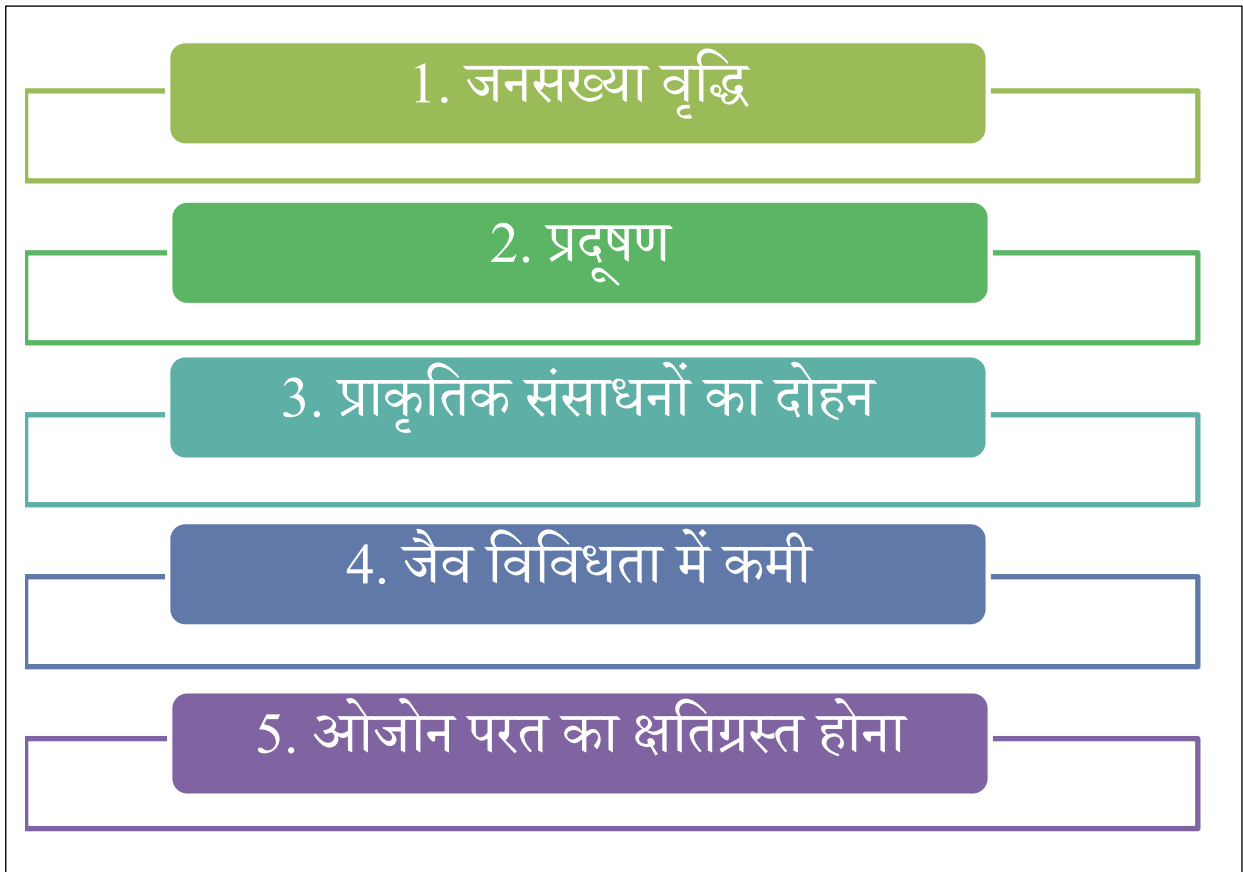 1. जनसख्या वृद्धि
2. प्रदूषण
3. प्राकृतिक संसाधनों का दोहन
4. जैव विविधता में कमी
5. ओजोन परत का क्षतिग्रस्त होना